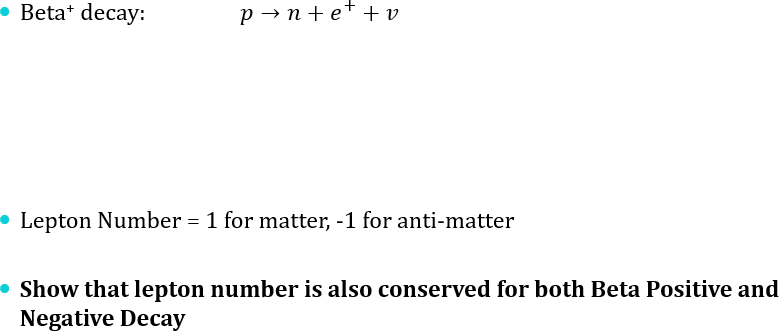 • Beta⁺ decay: p → n + e⁺ + v
• Lepton Number = 1 for matter, -1 for anti-matter
• Show that lepton number is also conserved for both Beta Positive and
Negative Decay